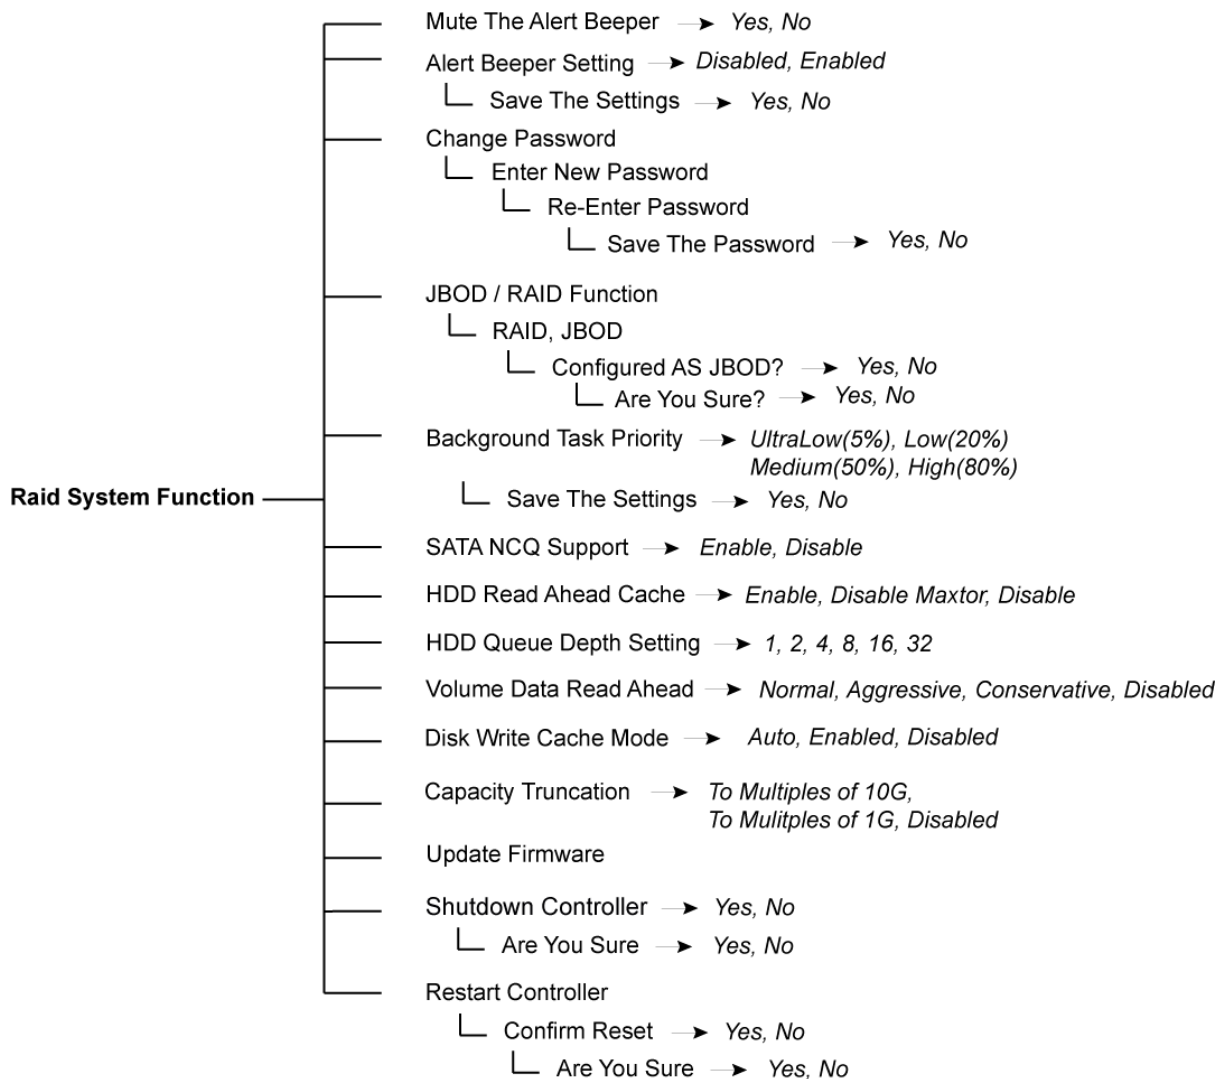 Mute The Alert Beeper Yes, No
Alert Beeper Setting Disabled, Enabled
Save The Settings Yes, No
Change Password
Enter New Password
Re-Enter Password
Save The Password Yes, No
JBOD / RAID Function
RAID, JBOD
Configured AS JBOD? Yes, No
Are You Sure? Yes, No
Background Task Priority UltraLow(5%), Low(20%)
Medium(50%), High(80%)
Raid System Function
Save The Settings Yes, No
SATA NCQ Support Enable, Disable
HDD Read Ahead Cache Enable, Disable Maxtor, Disable
HDD Queue Depth Setting 1, 2, 4, 8, 16, 32
Volume Data Read Ahead Normal, Aggressive, Conservative, Disabled
Disk Write Cache Mode Auto, Enabled, Disabled
Capacity Truncation To Multiples of 10G,
To Mulitples of 1G, Disabled
Update Firmware
Shutdown Controller Yes, No
Are You Sure Yes, No
Restart Controller
Confirm Reset Yes, No
Are You Sure Yes, No